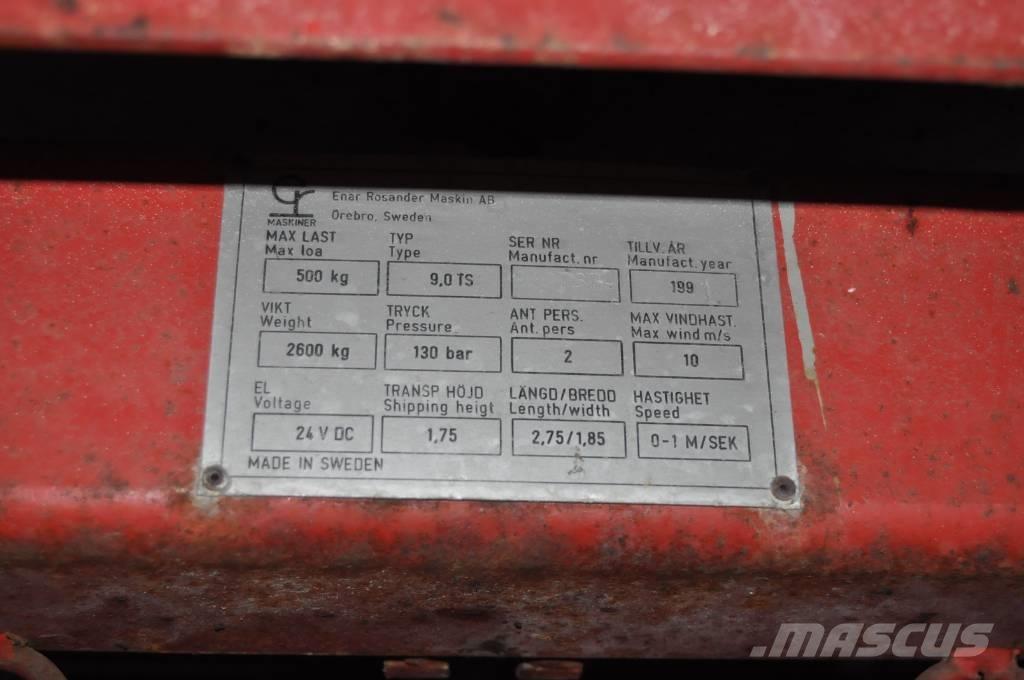 Enar Rosander Maskin AB
Örebro, Sweden
MASKINER
MAX LAST TYP SER NR TILLV. ÅR
Max loa Type Manufact. nr Manufact. year
500 kg 9,0 TS 199
VIKT TRYCK ANT PERS. MAX VINDHAST.
Weight Pressure Ant. pers Max wind m/s
2600 kg 130 bar 2 10
EL TRANSP HÖJD LÄNGD/BREDD HASTIGHET
Voltage Shipping heigt Length/width Speed
24 V DC 1,75 2,75/1,85 0-1 M/SEK
MADE IN SWEDEN
MASCUS